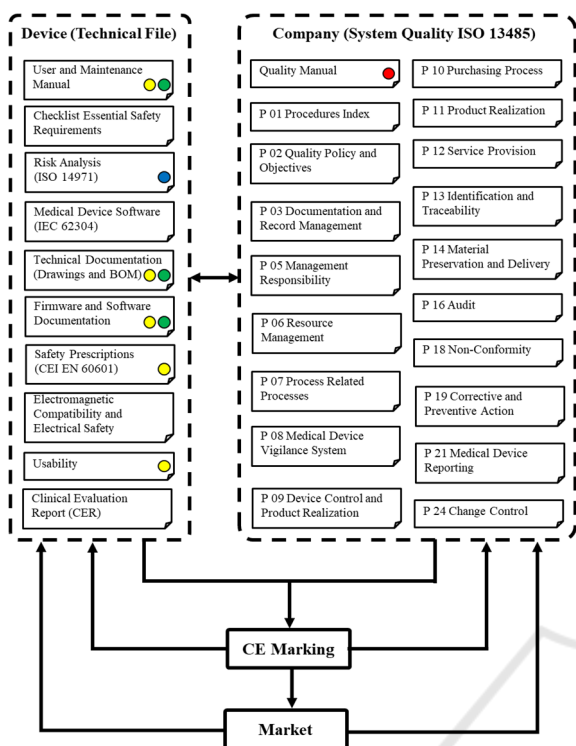 Device (Technical File)
User and Maintenance
Manual
Checklist Essential Safety
Requirements
Risk Analysis
(ISO 14971)
Medical Device Software
(IEC 62304)
Technical Documentation
(Drawings and BOM)
Firmware and Software
Documentation
Safety Prescriptions
(CEI EN 60601)
Electromagnetic
Compatibility and
Electrical Safety
Usability
Clinical Evaluation
Report (CER)
Company (System Quality ISO 13485)
Quality Manual
P 01 Procedures Index
P 02 Quality Policy and
Objectives
P 03 Documentation and
Record Management
P 05 Management
Responsibility
P 06 Resource
Management
P 07 Process Related
Processes
P 08 Medical Device
Vigilance System
P 09 Device Control and
Product Realization
P 10 Purchasing Process
P 11 Product Realization
P 12 Service Provision
P 13 Identification and
Traceability
P 14 Material
Preservation and Delivery
P 16 Audit
P 18 Non-Conformity
P 19 Corrective and
Preventive Action
P 21 Medical Device
Reporting
P 24 Change Control
CE Marking
Market